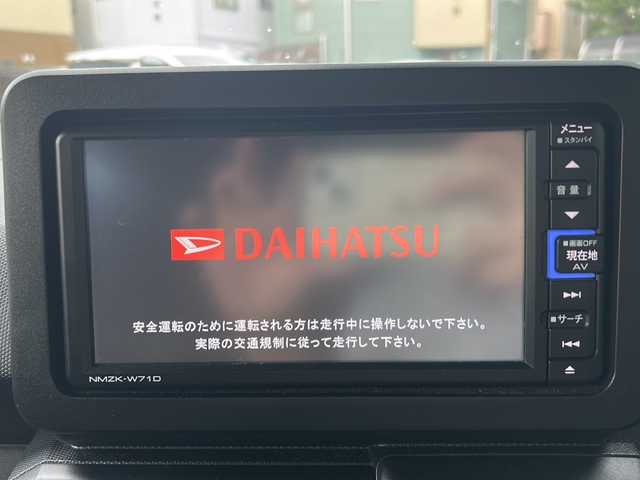 DAIHATSU
安全運転のために運転される方は走行中に操作しないで下さい。
実際の交通規制に従って走行して下さい。
NMZK-W71D
メニュー
スタンバイ
音量
画面OFF
現在地
AV
サーチ